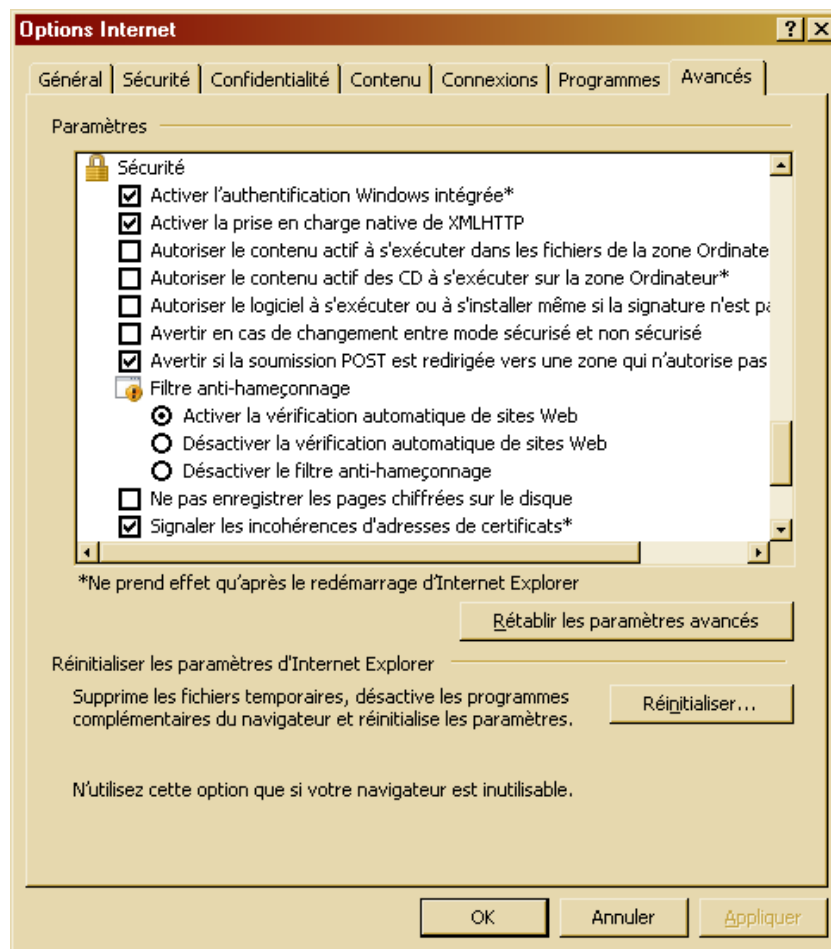 Options Internet
Général Sécurité Confidentialité Contenu Connexions Programmes Avancés
Paramètres
Sécurité
Activer l'authentification Windows intégrée*
Activer la prise en charge native de XMLHTTP
Autoriser le contenu actif à s'exécuter dans les fichiers de la zone Ordinate
Autoriser le contenu actif des CD à s'exécuter sur la zone Ordinateur*
Autoriser le logiciel à s'exécuter ou à s'installer même si la signature n'est pa
Avertir en cas de changement entre mode sécurisé et non sécurisé
Avertir si la soumission POST est redirigée vers une zone qui n'autorise pas
Filtre anti-hameçonnage
Activer la vérification automatique de sites Web
Désactiver la vérification automatique de sites Web
Désactiver le filtre anti-hameçonnage
Ne pas enregistrer les pages chiffrées sur le disque
Signaler les incohérences d'adresses de certificats*
*Ne prend effet qu'après le redémarrage d'Internet Explorer
Rétablir les paramètres avancés
Réinitialiser les paramètres d'Internet Explorer
Supprime les fichiers temporaires, désactive les programmes
complémentaires du navigateur et réinitialise les paramètres.
Réinitialiser...
N'utilisez cette option que si votre navigateur est inutilisable.
OK Annuler Appliquer